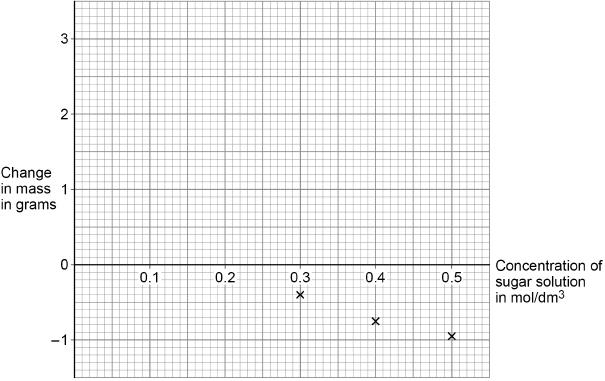 3
2
Change
in mass
in grams
1
0
0.1 0.2 0.3 0.4 0.5
Concentration of
sugar solution
in mol/dm³
–1